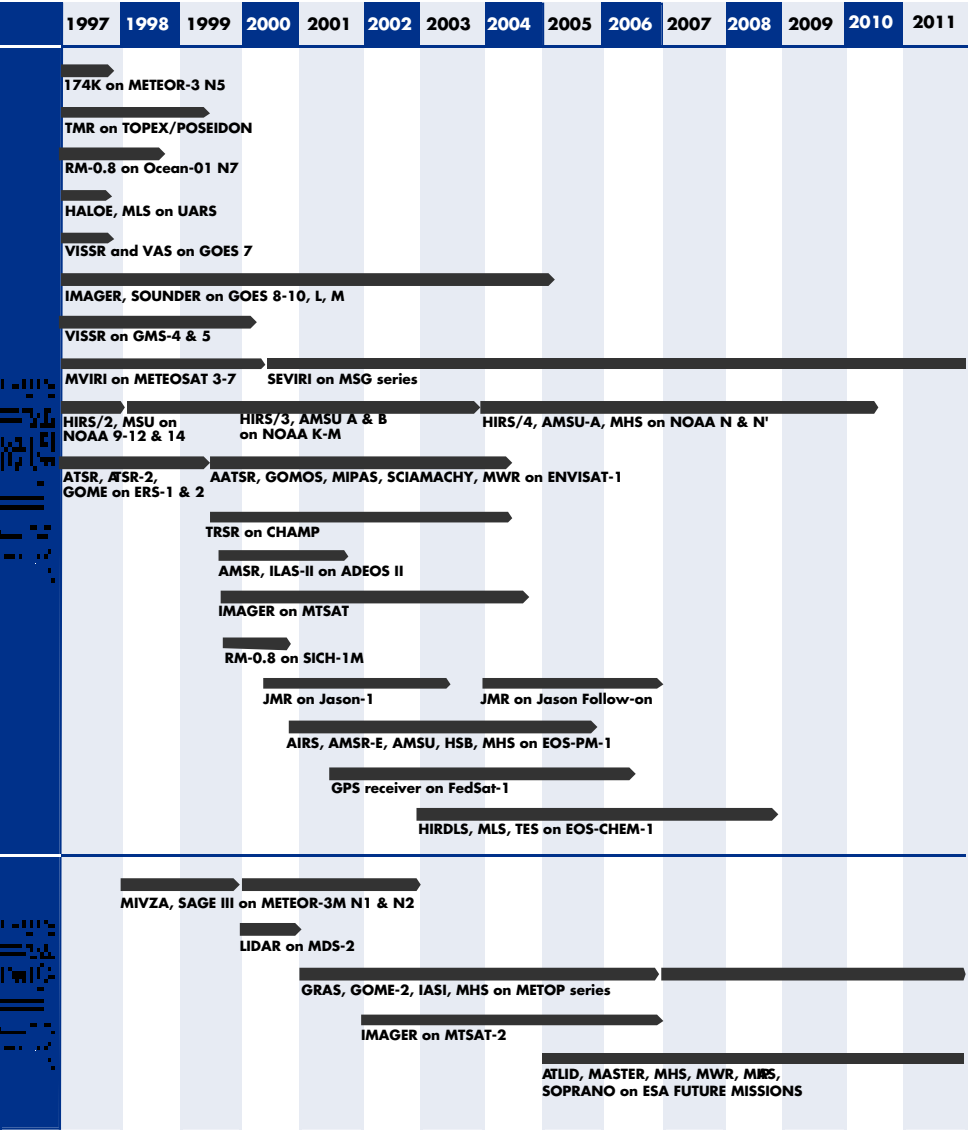 1997 1998 1999 2000 2001 2002 2003 2004 2005 2006 2007 2008 2009 2010 2011
174K on METEOR-3 N5
TMR on TOPEX/POSEIDON
RM-0.8 on Ocean-01 N7
HALOE, MLS on UARS
VISSR and VAS on GOES 7
IMAGER, SOUNDER on GOES 8-10, L, M
VISSR on GMS-4 & 5
MVIRI on METEOSAT 3-7
SEVIRI on MSG series
HIRS/2, MSU on
NOAA 9-12 & 14
HIRS/3, AMSU A & B
on NOAA K-M
HIRS/4, AMSU-A, MHS on NOAA N & N'
ATSR, ATSR-2,
GOME on ERS-1 & 2
AATSR, GOMOS, MIPAS, SCIAMACHY, MWR on ENVISAT-1
TRSR on CHAMP
AMSR, ILAS-II on ADEOS II
IMAGER on MTSAT
RM-0.8 on SICH-1M
JMR on Jason-1
JMR on Jason Follow-on
AIRS, AMSR-E, AMSU, HSB, MHS on EOS-PM-1
GPS receiver on FedSat-1
HIRDLS, MLS, TES on EOS-CHEM-1
MIVZA, SAGE III on METEOR-3M N1 & N2
LIDAR on MDS-2
GRAS, GOME-2, IASI, MHS on METOP series
IMAGER on MTSAT-2
ATLID, MASTER, MHS, MWR,
SOPRANO on ESA FUTURE MISSIONS